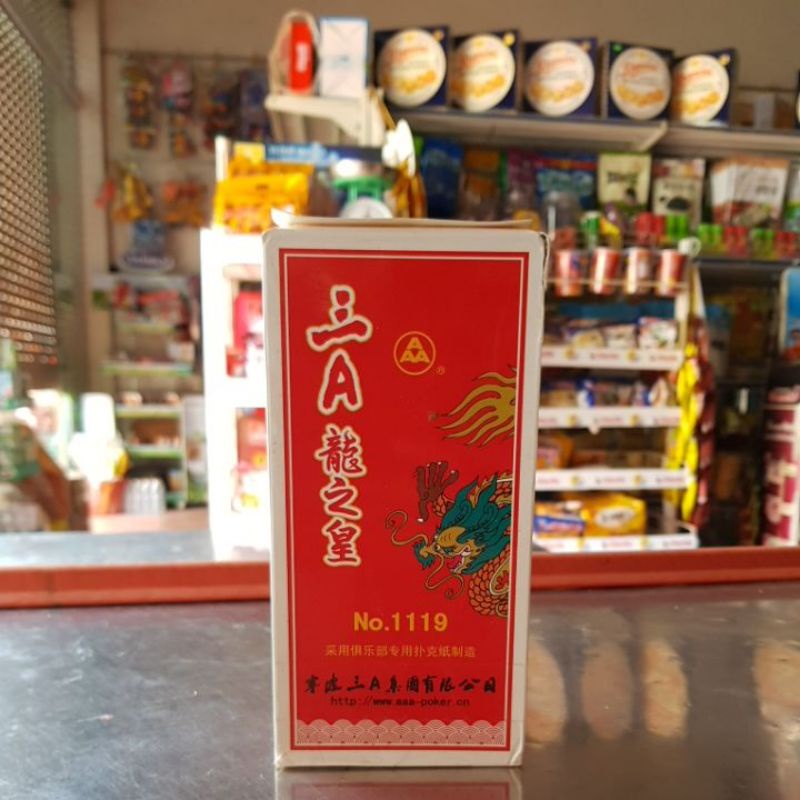 三A龍之皇
AAA
®
No.1119
采用俱乐部专用扑克纸制造
宁波三A集团有限公司
http://www.aaa-poker.cn